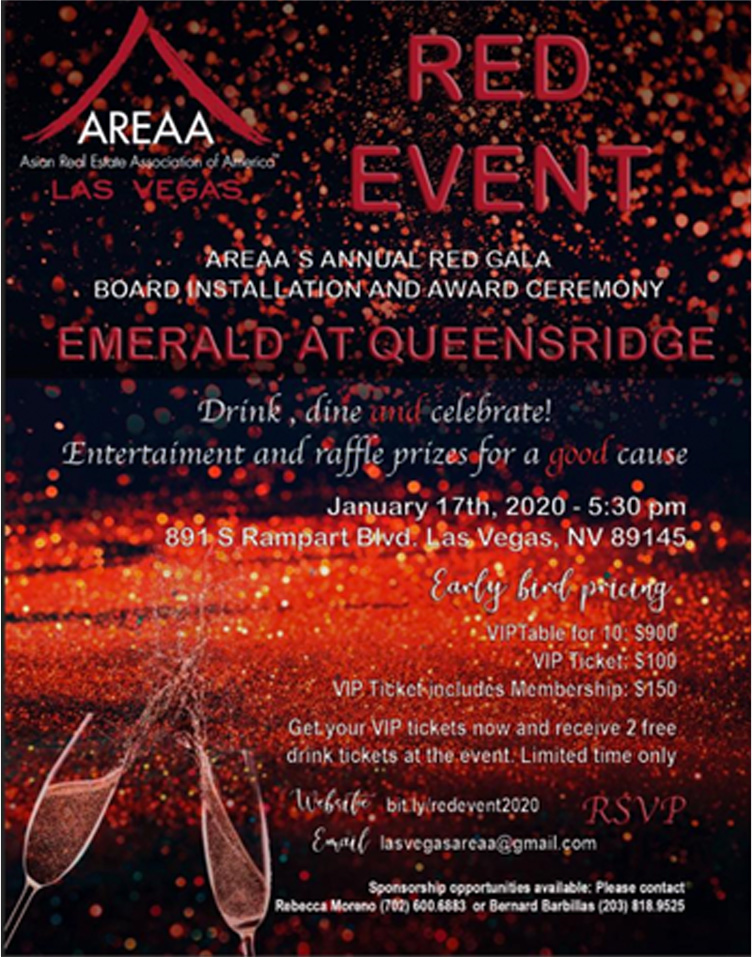 RED
EVENT
AREAA
Asian Real Estate Association of America
LAS VEGAS
AREAA´S ANNUAL RED GALA
BOARD INSTALLATION AND AWARD CEREMONY
EMERALD AT QUEENSRIDGE
Drink , dine and celebrate!
Entertaiment and raffle prizes for a good cause
January 17th, 2020 - 5:30 pm
891 S Rampart Blvd. Las Vegas, NV 89145
Early bird pricing
VIPTable for 10: $900
VIP Ticket: $100
VIP Ticket includes Membership: $150
Get your VIP tickets now and receive 2 free
drink tickets at the event. Limited time only
Website bit.ly/redevent2020 RSVP
Email lasvegasareaa@gmail.com
Sponsorship opportunities available: Please contact
Rebecca Moreno (702) 600.6883 or Bernard Barbillas (203) 818.9525